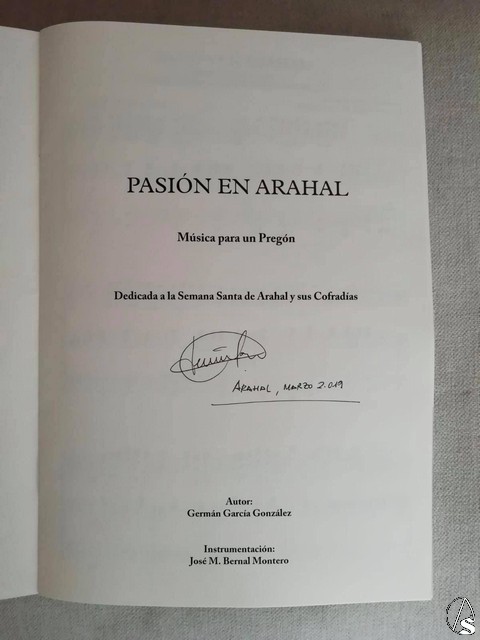 PASIÓN EN ARAHAL
Música para un Pregón
Dedicada a la Semana Santa de Arahal y sus Cofradías
ARAHAL, MARZO 2.019
Autor:
Germán García González
Instrumentación:
José M. Bernal Montero